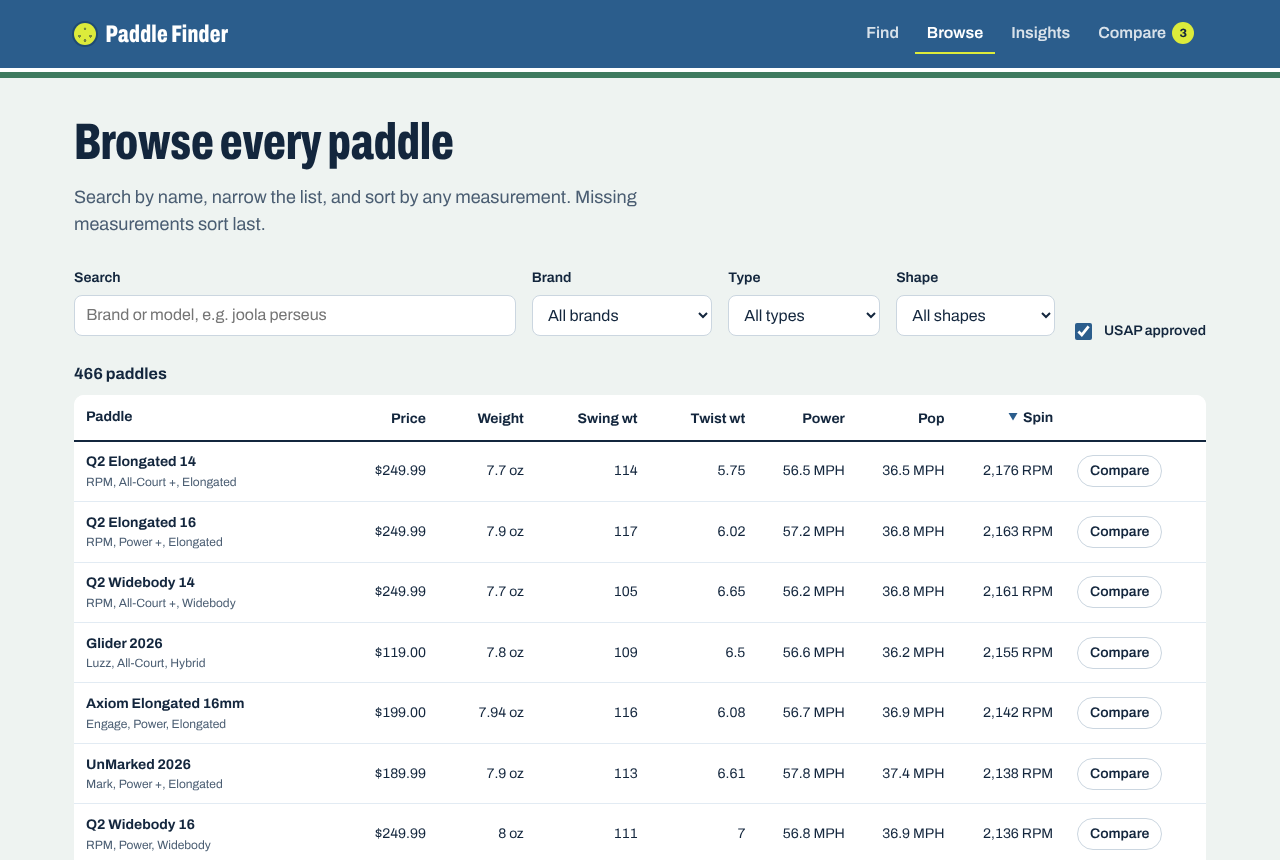 Paddle Finder
Find Browse Insights Compare 3
Browse every paddle
Search by name, narrow the list, and sort by any measurement. Missing
measurements sort last.
Search Brand Type Shape
Brand or model, e.g. joola perseus All brands All types All shapes USAP approved
466 paddles
Paddle Price Weight Swing wt Twist wt Power Pop ▼ Spin
Q2 Elongated 14
RPM, All-Court +, Elongated
$249.99 7.7 oz 114 5.75 56.5 MPH 36.5 MPH 2,176 RPM Compare
Q2 Elongated 16
RPM, Power +, Elongated
$249.99 7.9 oz 117 6.02 57.2 MPH 36.8 MPH 2,163 RPM Compare
Q2 Widebody 14
RPM, All-Court +, Widebody
$249.99 7.7 oz 105 6.65 56.2 MPH 36.8 MPH 2,161 RPM Compare
Glider 2026
Luzz, All-Court, Hybrid
$119.00 7.8 oz 109 6.5 56.6 MPH 36.2 MPH 2,155 RPM Compare
Axiom Elongated 16mm
Engage, Power, Elongated
$199.00 7.94 oz 116 6.08 56.7 MPH 36.9 MPH 2,142 RPM Compare
UnMarked 2026
Mark, Power +, Elongated
$189.99 7.9 oz 113 6.61 57.8 MPH 37.4 MPH 2,138 RPM Compare
Q2 Widebody 16
RPM, Power, Widebody
$249.99 8 oz 111 7 56.8 MPH 36.9 MPH 2,136 RPM Compare